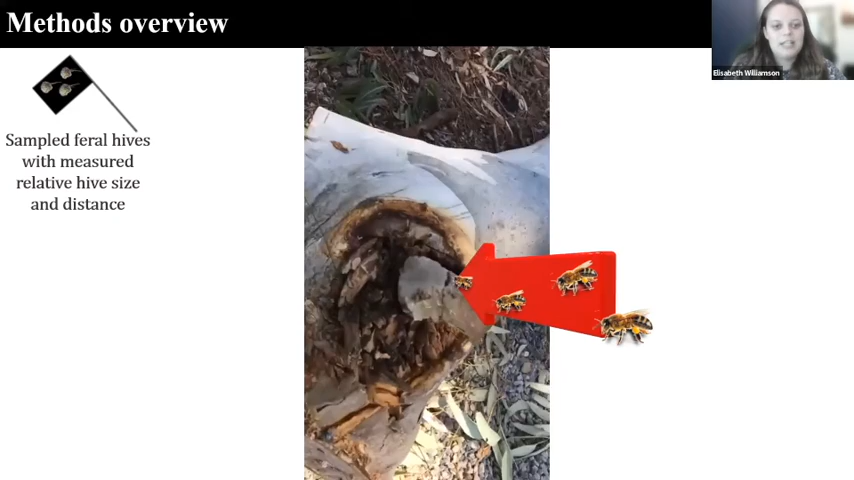 Methods overview
Elisabeth Williamson
Sampled feral hives
with measured
relative hive size
and distance